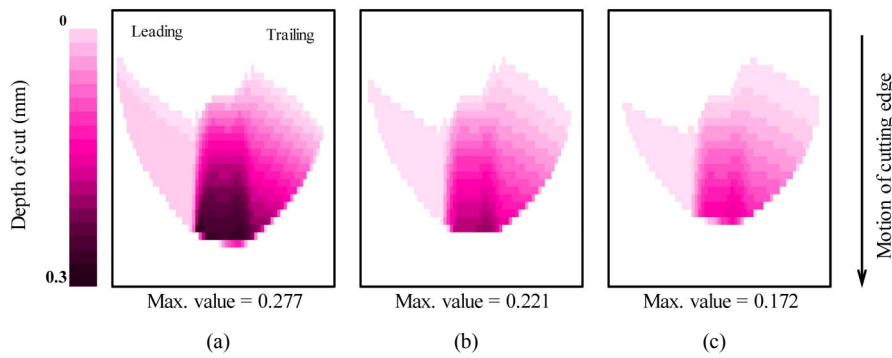 0
Depth of cut (mm)
0.3
Leading
Trailing
Motion of cutting edge
Max. value = 0.277
Max. value = 0.221
Max. value = 0.172
(a)
(b)
(c)